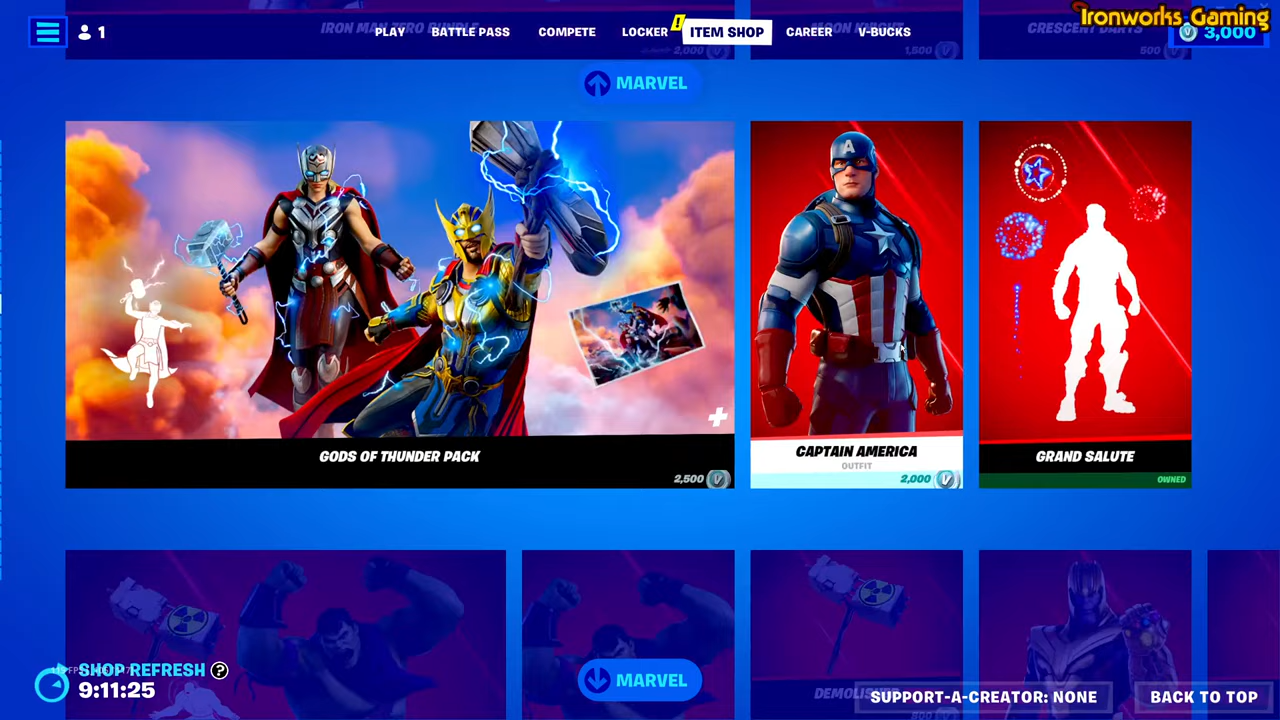 Ironworks Gaming
1
PLAY
BATTLE PASS
COMPETE
LOCKER
!
ITEM SHOP
CAREER
V-BUCKS
3,000
IRON MAN ZERO BUNDLE
2,000
MOON KNIGHT
1,500
CRESCENT DARTS
500
MARVEL
A
GODS OF THUNDER PACK
2,500
CAPTAIN AMERICA
OUTFIT
2,000
GRAND SALUTE
OWNED
SHOP REFRESH ?
9:11:25
MARVEL
SUPPORT-A-CREATOR: NONE
BACK TO TOP